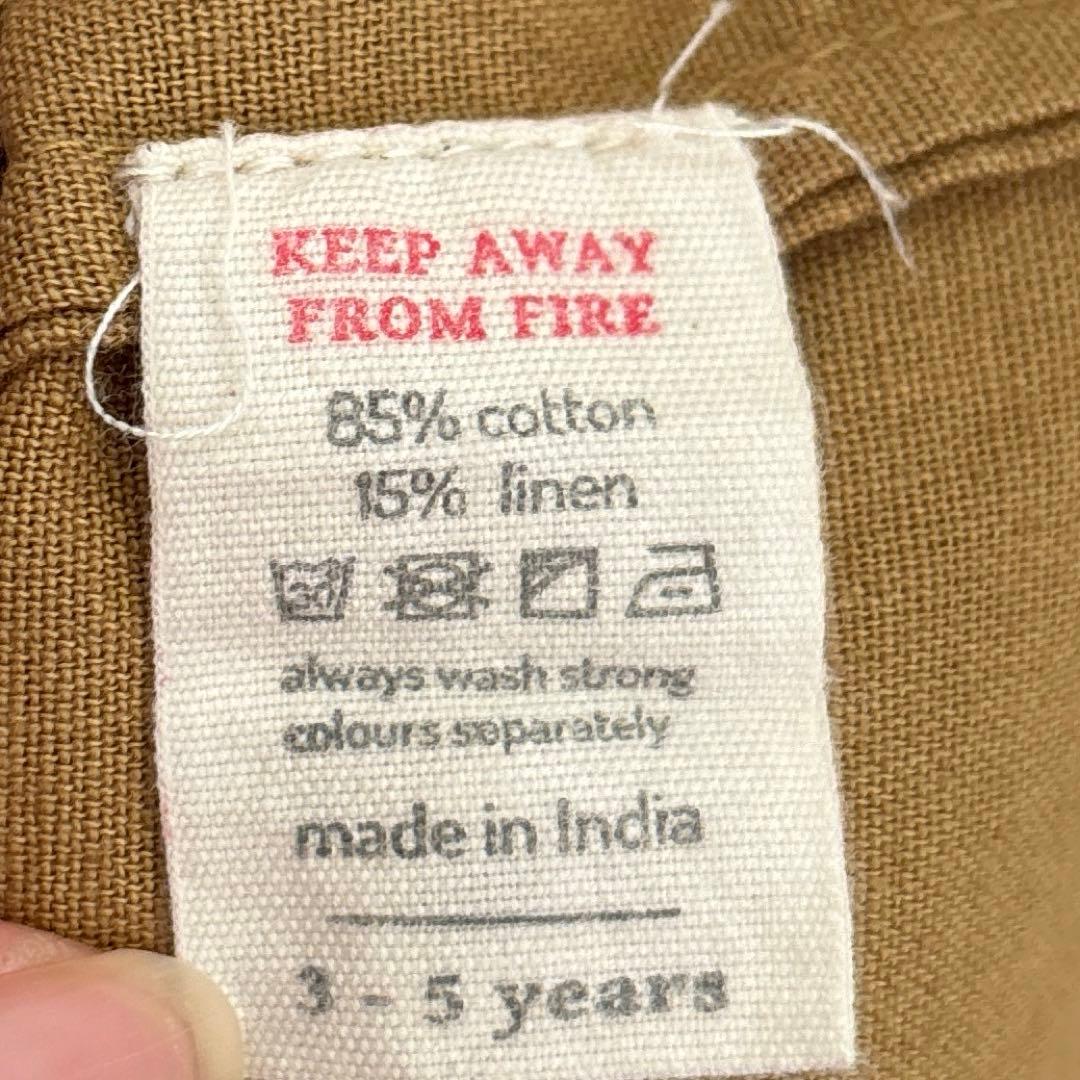 KEEP AWAY
FROM FIRE
85% cotton
15% linen
30
always wash strong
colours separately
made in India
3 - 5 years